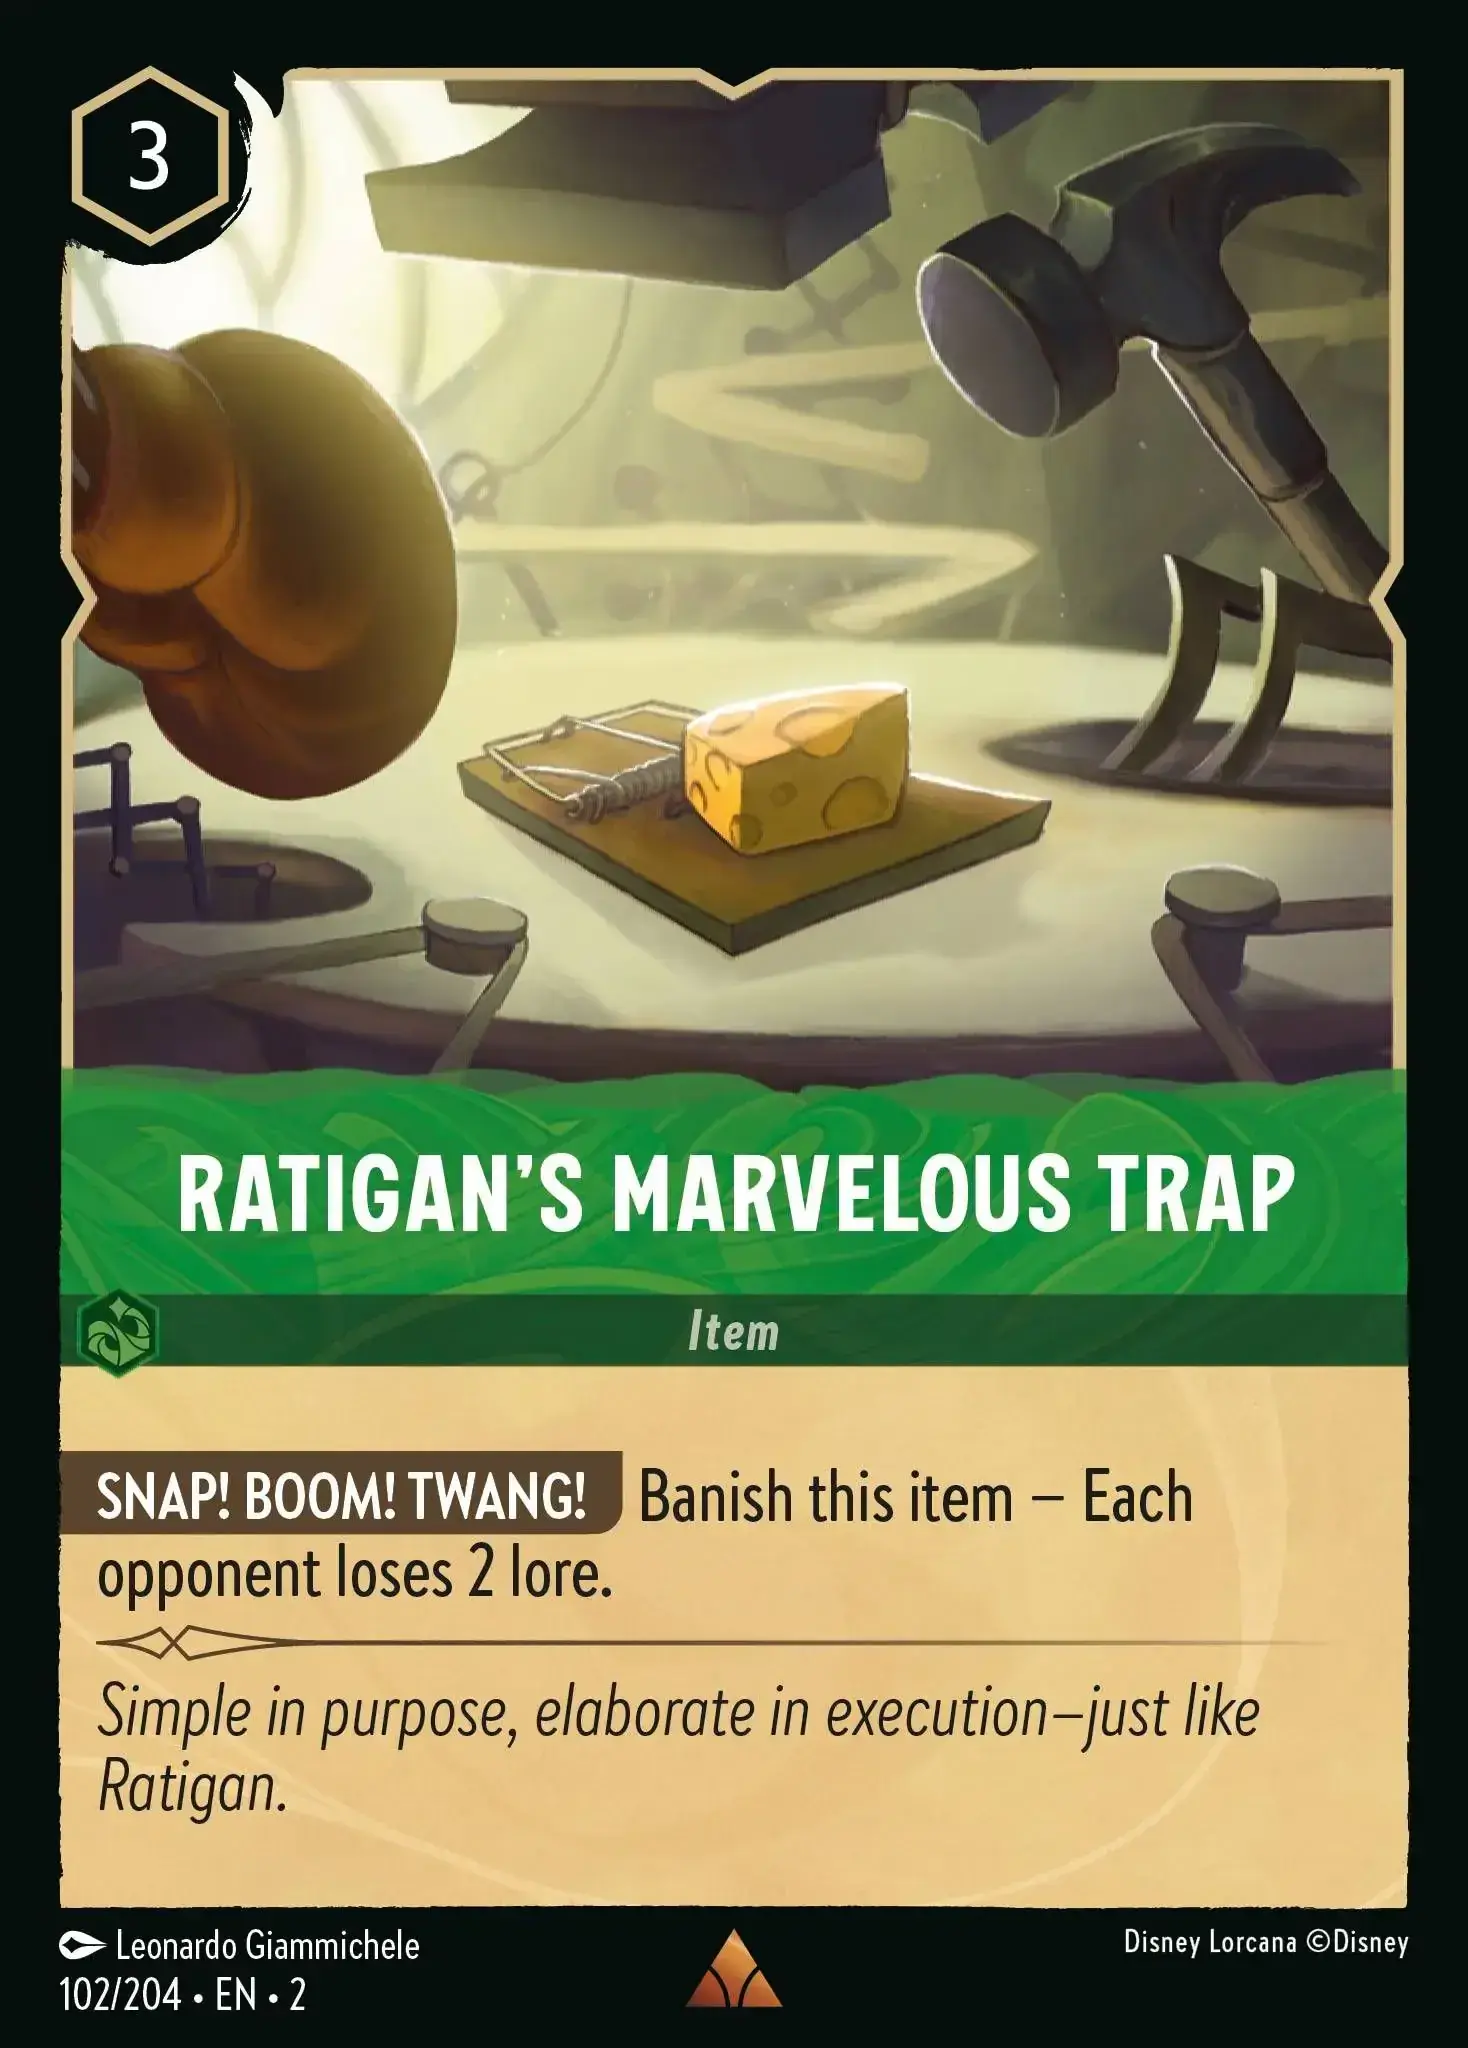 3
RATIGAN’S MARVELOUS TRAP
Item
SNAP! BOOM! TWANG! Banish this item – Each
opponent loses 2 lore.
Simple in purpose, elaborate in execution–just like
Ratigan.
Leonardo Giammichele
Disney Lorcana ©Disney
102/204 • EN • 2